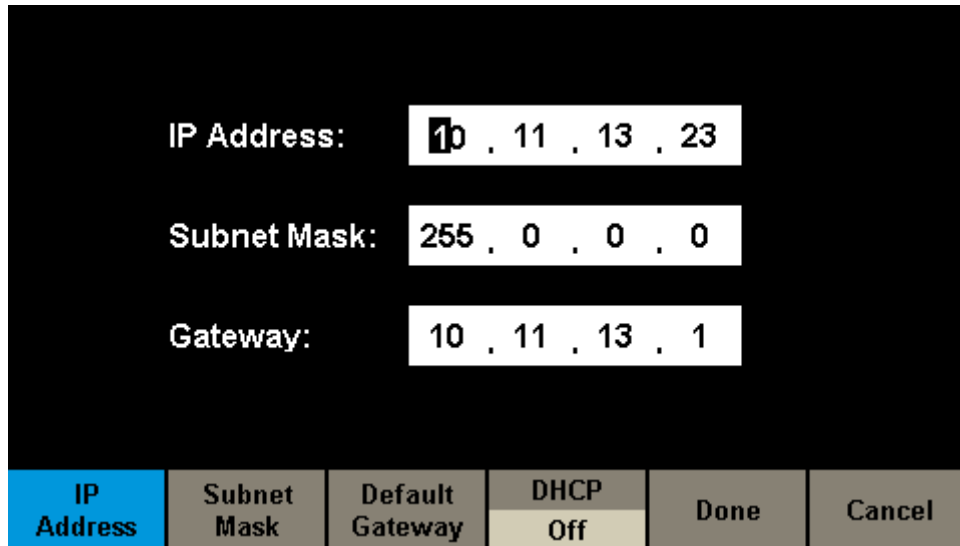 IP Address: 10 . 11 . 13 . 23
Subnet Mask: 255 . 0 . 0 . 0
Gateway: 10 . 11 . 13 . 1
IP Address
Subnet Mask
Default Gateway
DHCP Off
Done
Cancel